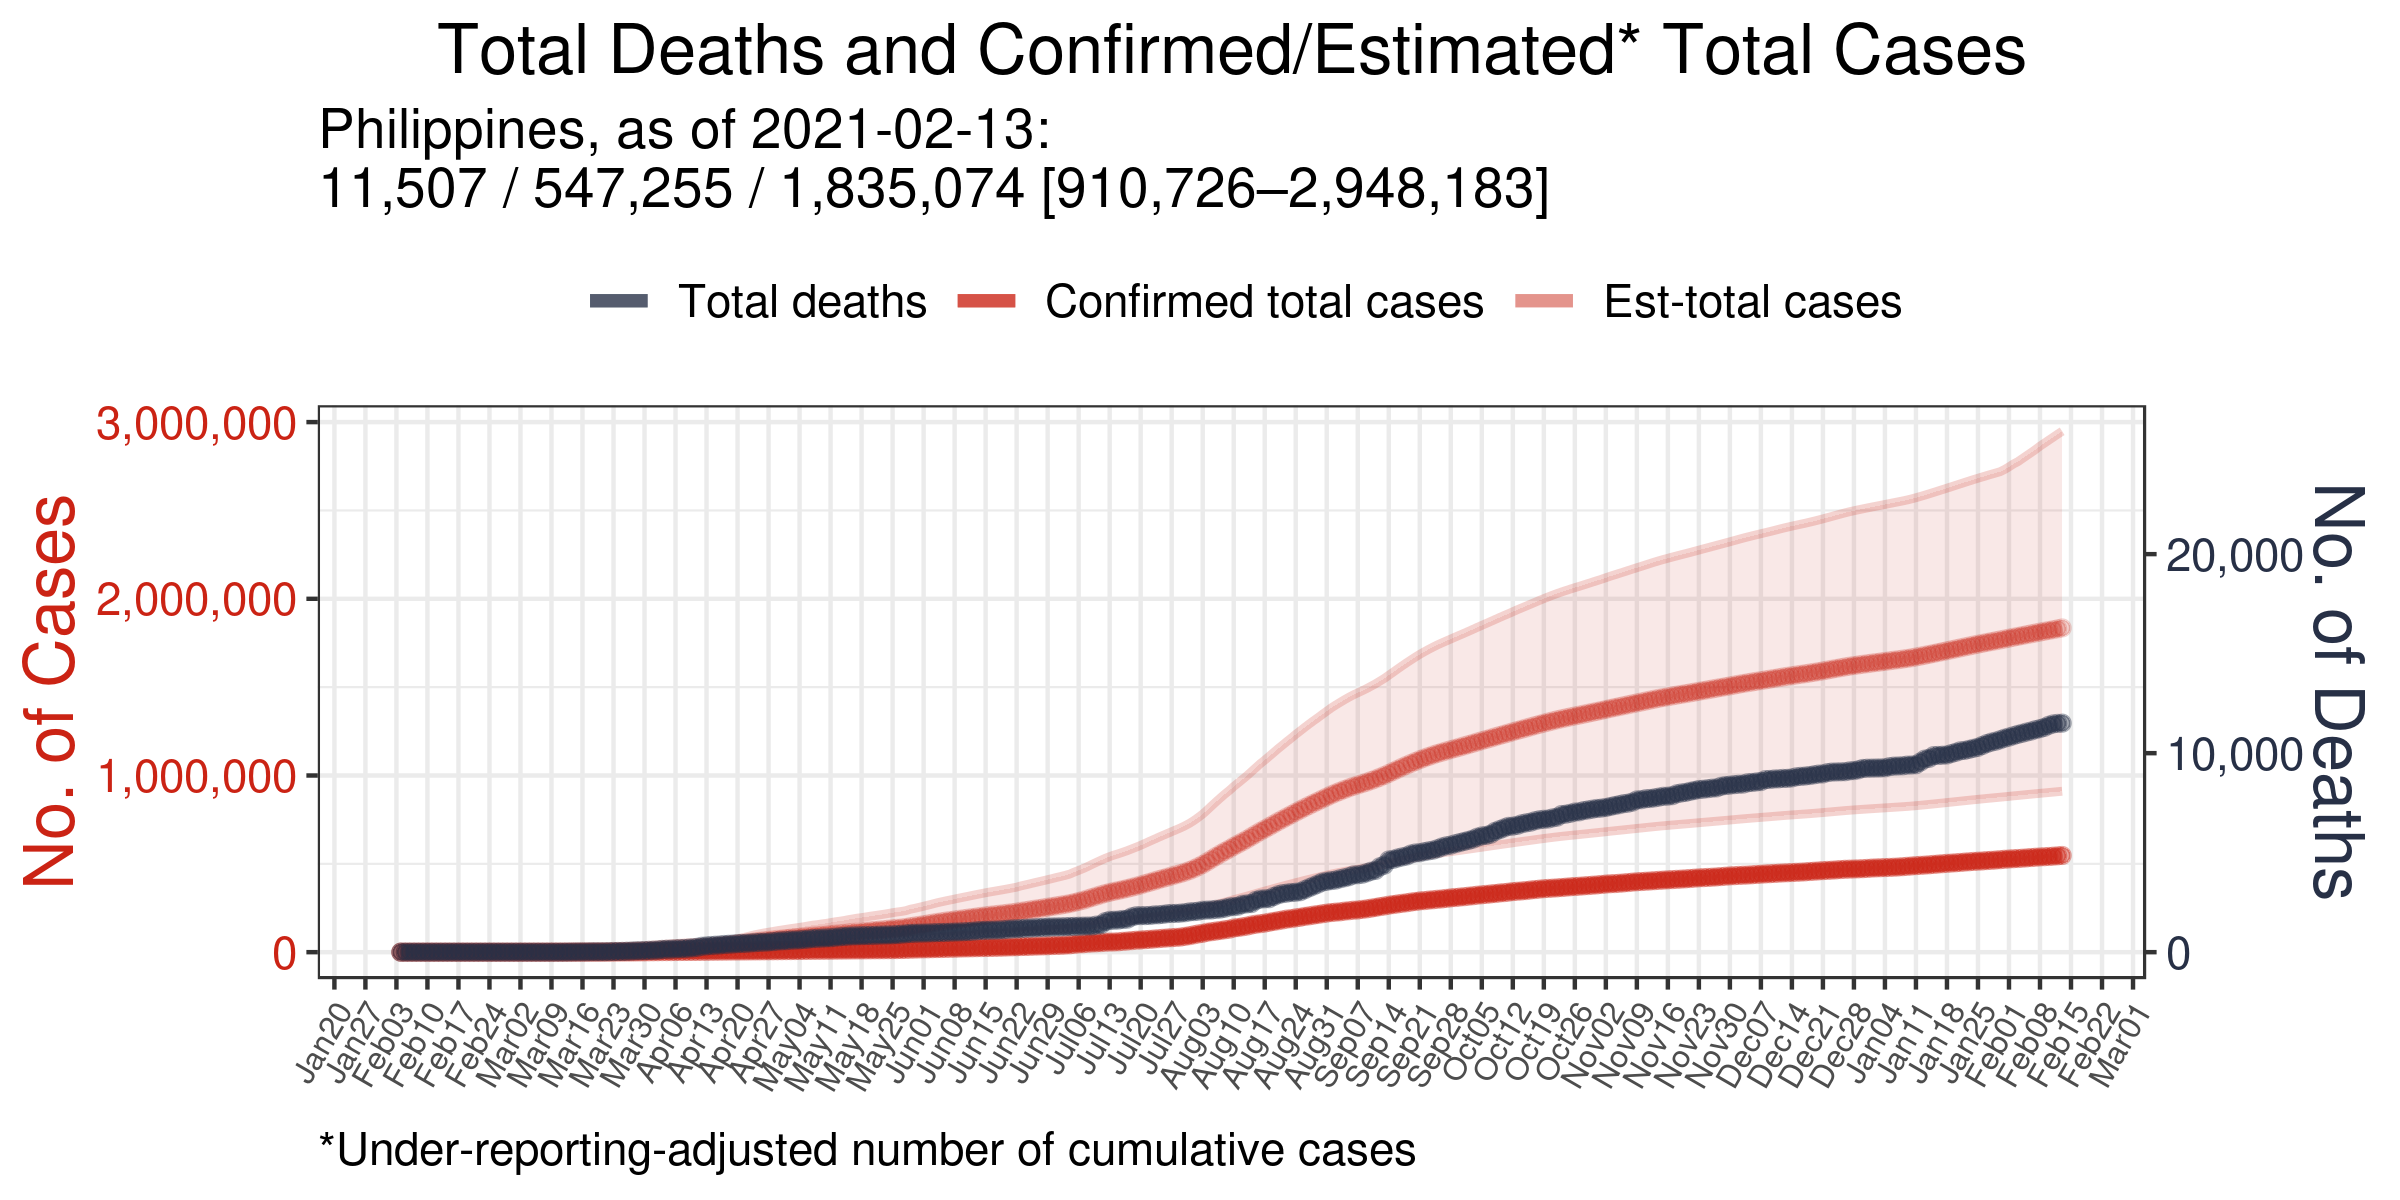 Total Deaths and Confirmed/Estimated* Total Cases
Philippines, as of 2021-02-13:
11,507 / 547,255 / 1,835,074 [910,726–2,948,183]
Total deaths
Confirmed total cases
Est-total cases
No. of Cases
3,000,000
2,000,000
1,000,000
0
20,000
10,000
0
No. of Deaths
Jan20
Jan27
Feb03
Feb10
Feb17
Feb24
Mar02
Mar09
Mar16
Mar23
Mar30
Apr06
Apr13
Apr20
Apr27
May04
May11
May18
May25
Jun01
Jun08
Jun15
Jun22
Jun29
Jul06
Jul13
Jul20
Jul27
Aug03
Aug10
Aug17
Aug24
Aug31
Sep07
Sep14
Sep21
Sep28
Oct05
Oct12
Oct19
Oct26
Nov02
Nov09
Nov16
Nov23
Nov30
Dec07
Dec14
Dec21
Dec28
Jan04
Jan11
Jan18
Jan25
Feb01
Feb08
Feb15
Feb22
Mar01
*Under-reporting-adjusted number of cumulative cases